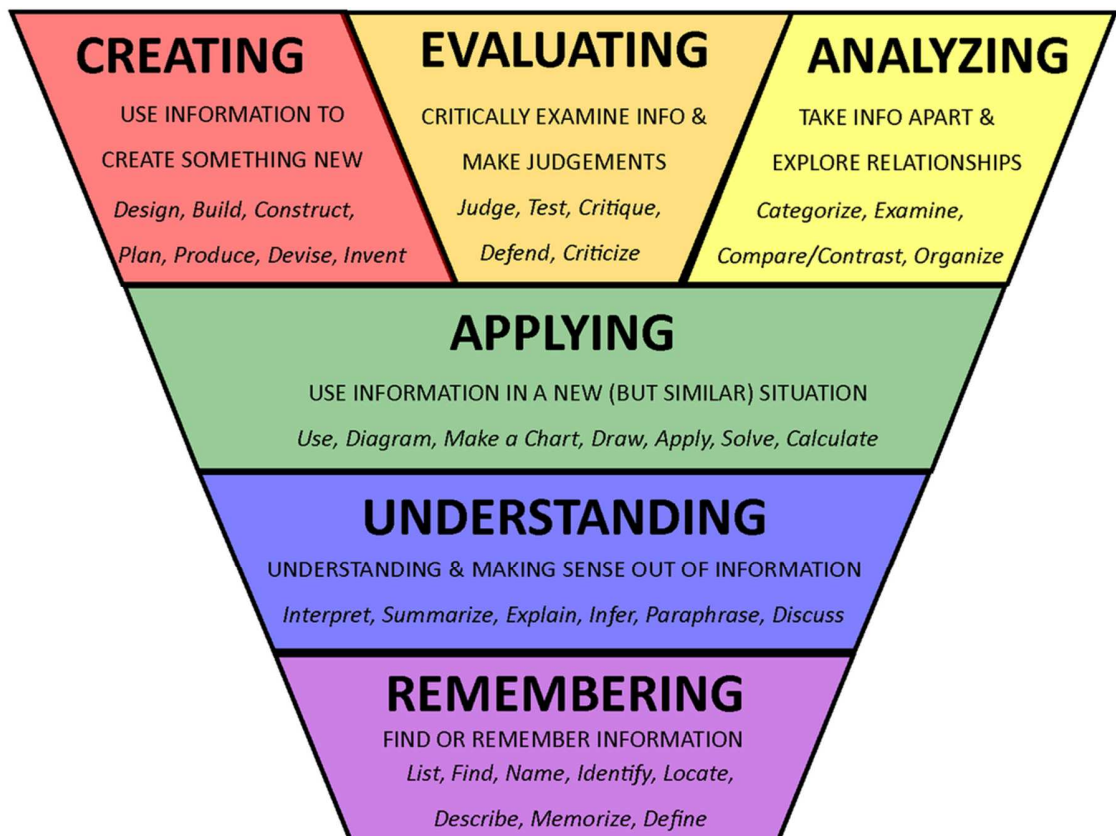 CREATING
USE INFORMATION TO
CREATE SOMETHING NEW
Design, Build, Construct,
Plan, Produce, Devise, Invent
EVALUATING
CRITICALLY EXAMINE INFO &
MAKE JUDGEMENTS
Judge, Test, Critique,
Defend, Criticize
ANALYZING
TAKE INFO APART &
EXPLORE RELATIONSHIPS
Categorize, Examine,
Compare/Contrast, Organize
APPLYING
USE INFORMATION IN A NEW (BUT SIMILAR) SITUATION
Use, Diagram, Make a Chart, Draw, Apply, Solve, Calculate
UNDERSTANDING
UNDERSTANDING & MAKING SENSE OUT OF INFORMATION
Interpret, Summarize, Explain, Infer, Paraphrase, Discuss
REMEMBERING
FIND OR REMEMBER INFORMATION
List, Find, Name, Identify, Locate,
Describe, Memorize, Define